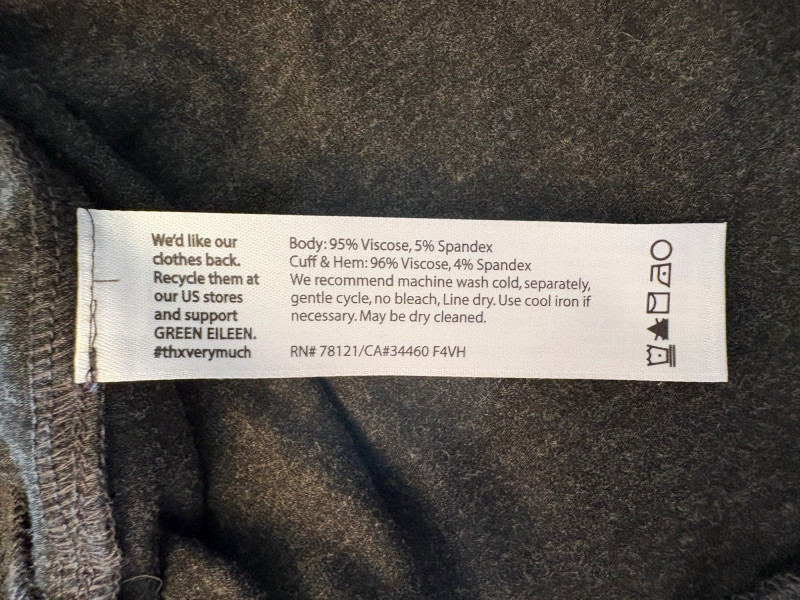 We'd like our
clothes back.
Recycle them at
our US stores
and support
GREEN EILEEN.
#thxverymuch
Body: 95% Viscose, 5% Spandex
Cuff & Hem: 96% Viscose, 4% Spandex
We recommend machine wash cold, separately,
gentle cycle, no bleach, Line dry. Use cool iron if
necessary. May be dry cleaned.
RN# 78121/CA#34460 F4VH